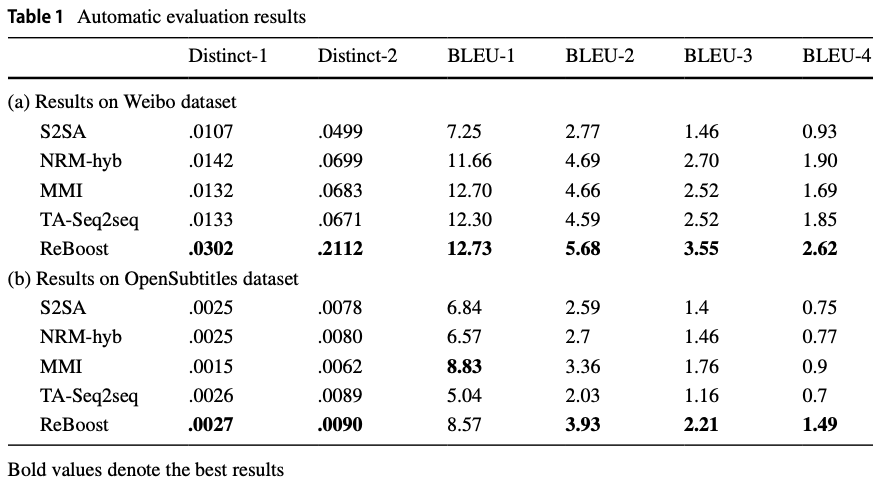 Table 1 Automatic evaluation results
Distinct-1 Distinct-2 BLEU-1 BLEU-2 BLEU-3 BLEU-4
(a) Results on Weibo dataset
S2SA .0107 .0499 7.25 2.77 1.46 0.93
NRM-hyb .0142 .0699 11.66 4.69 2.70 1.90
MMI .0132 .0683 12.70 4.66 2.52 1.69
TA-Seq2seq .0133 .0671 12.30 4.59 2.52 1.85
ReBoost .0302 .2112 12.73 5.68 3.55 2.62
(b) Results on OpenSubtitles dataset
S2SA .0025 .0078 6.84 2.59 1.4 0.75
NRM-hyb .0025 .0080 6.57 2.7 1.46 0.77
MMI .0015 .0062 8.83 3.36 1.76 0.9
TA-Seq2seq .0026 .0089 5.04 2.03 1.16 0.7
ReBoost .0027 .0090 8.57 3.93 2.21 1.49
Bold values denote the best results